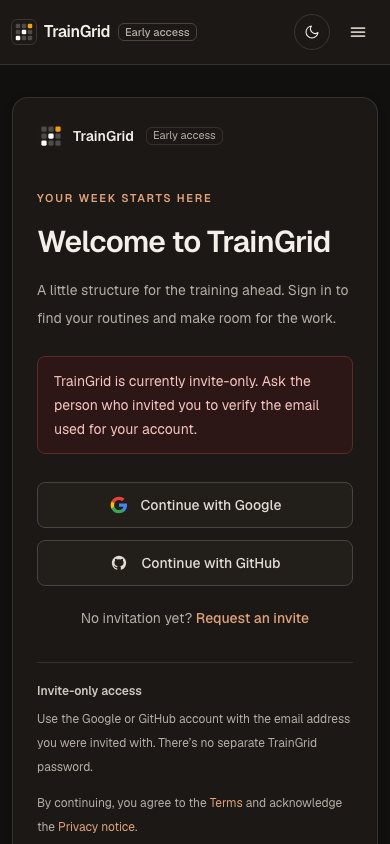 TrainGrid Early access
TrainGrid Early access
YOUR WEEK STARTS HERE
Welcome to TrainGrid
A little structure for the training ahead. Sign in to
find your routines and make room for the work.
TrainGrid is currently invite-only. Ask the
person who invited you to verify the email
used for your account.
Continue with Google
Continue with GitHub
No invitation yet? Request an invite
Invite-only access
Use the Google or GitHub account with the email address
you were invited with. There's no separate TrainGrid
password.
By continuing, you agree to the Terms and acknowledge
the Privacy notice.